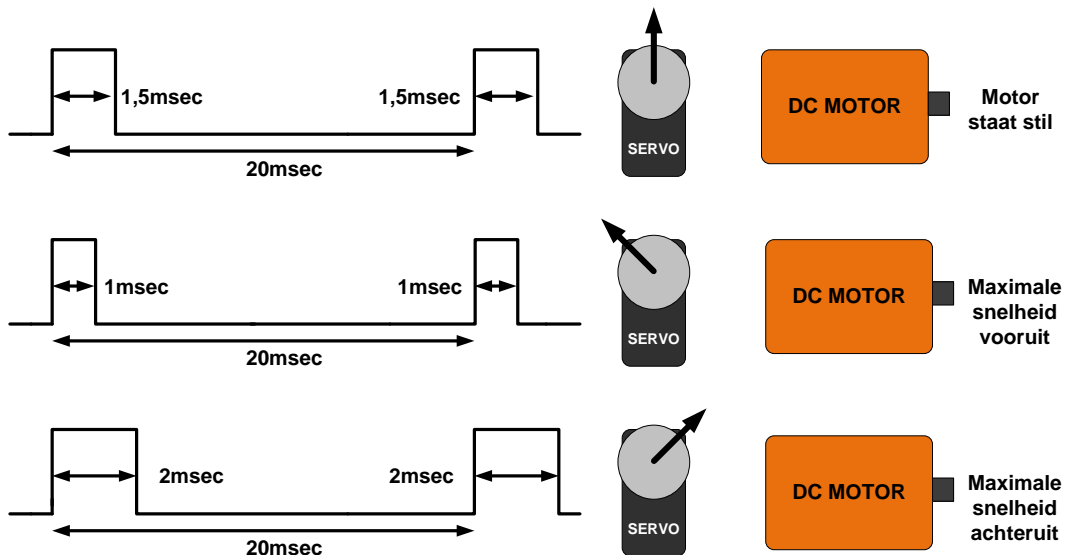 1,5msec
1,5msec
20msec
SERVO
DC MOTOR
Motor
staat stil
1msec
1msec
20msec
SERVO
DC MOTOR
Maximale
snelheid
vooruit
2msec
2msec
20msec
SERVO
DC MOTOR
Maximale
snelheid
achteruit